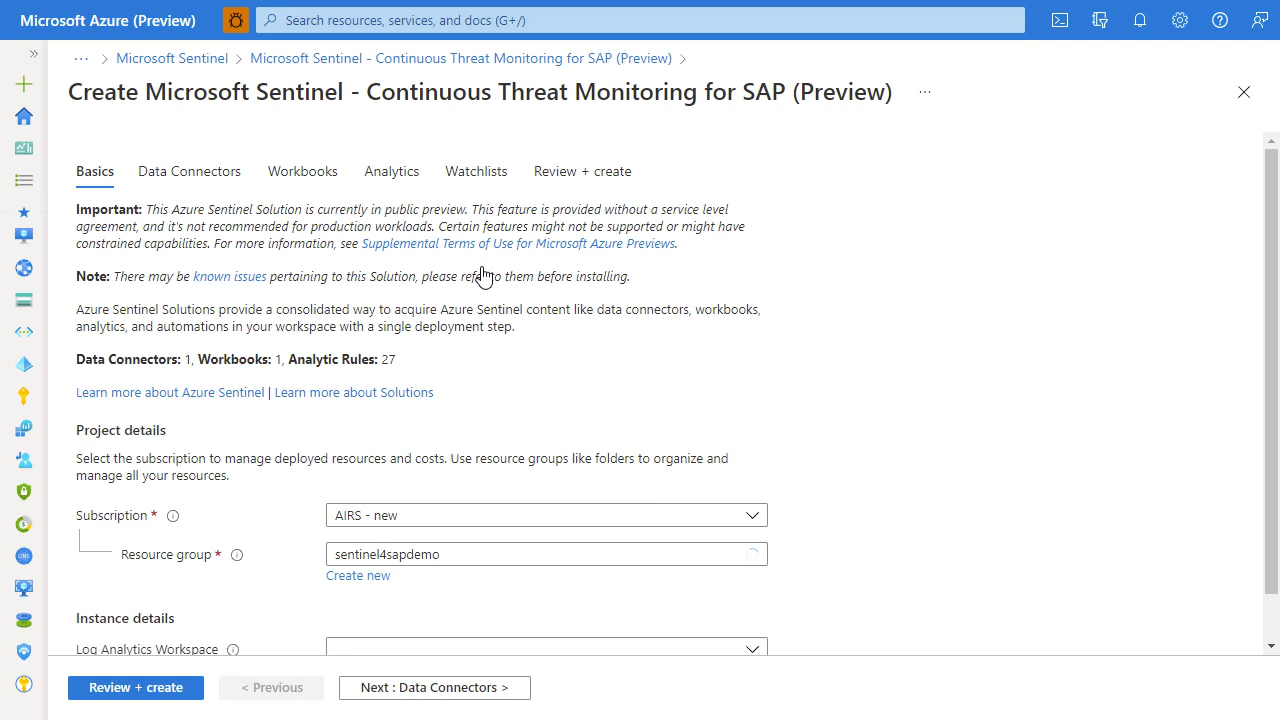 Microsoft Azure (Preview)
Search resources, services, and docs (G+/)
Microsoft Sentinel
Microsoft Sentinel - Continuous Threat Monitoring for SAP (Preview)
Create Microsoft Sentinel - Continuous Threat Monitoring for SAP (Preview)
Basics Data Connectors Workbooks Analytics Watchlists Review + create
Important: This Azure Sentinel Solution is currently in public preview. This feature is provided without a service level
agreement, and it's not recommended for production workloads. Certain features might not be supported or might have
constrained capabilities. For more information, see Supplemental Terms of Use for Microsoft Azure Previews.
Note: There may be known issues pertaining to this Solution, please refer to them before installing.
Azure Sentinel Solutions provide a consolidated way to acquire Azure Sentinel content like data connectors, workbooks,
analytics, and automations in your workspace with a single deployment step.
Data Connectors: 1, Workbooks: 1, Analytic Rules: 27
Learn more about Azure Sentinel | Learn more about Solutions
Project details
Select the subscription to manage deployed resources and costs. Use resource groups like folders to organize and
manage all your resources.
Subscription *
AIRS - new
Resource group *
sentinel4sapdemo
Create new
Instance details
Log Analytics Workspace
Review + create
< Previous
Next : Data Connectors >